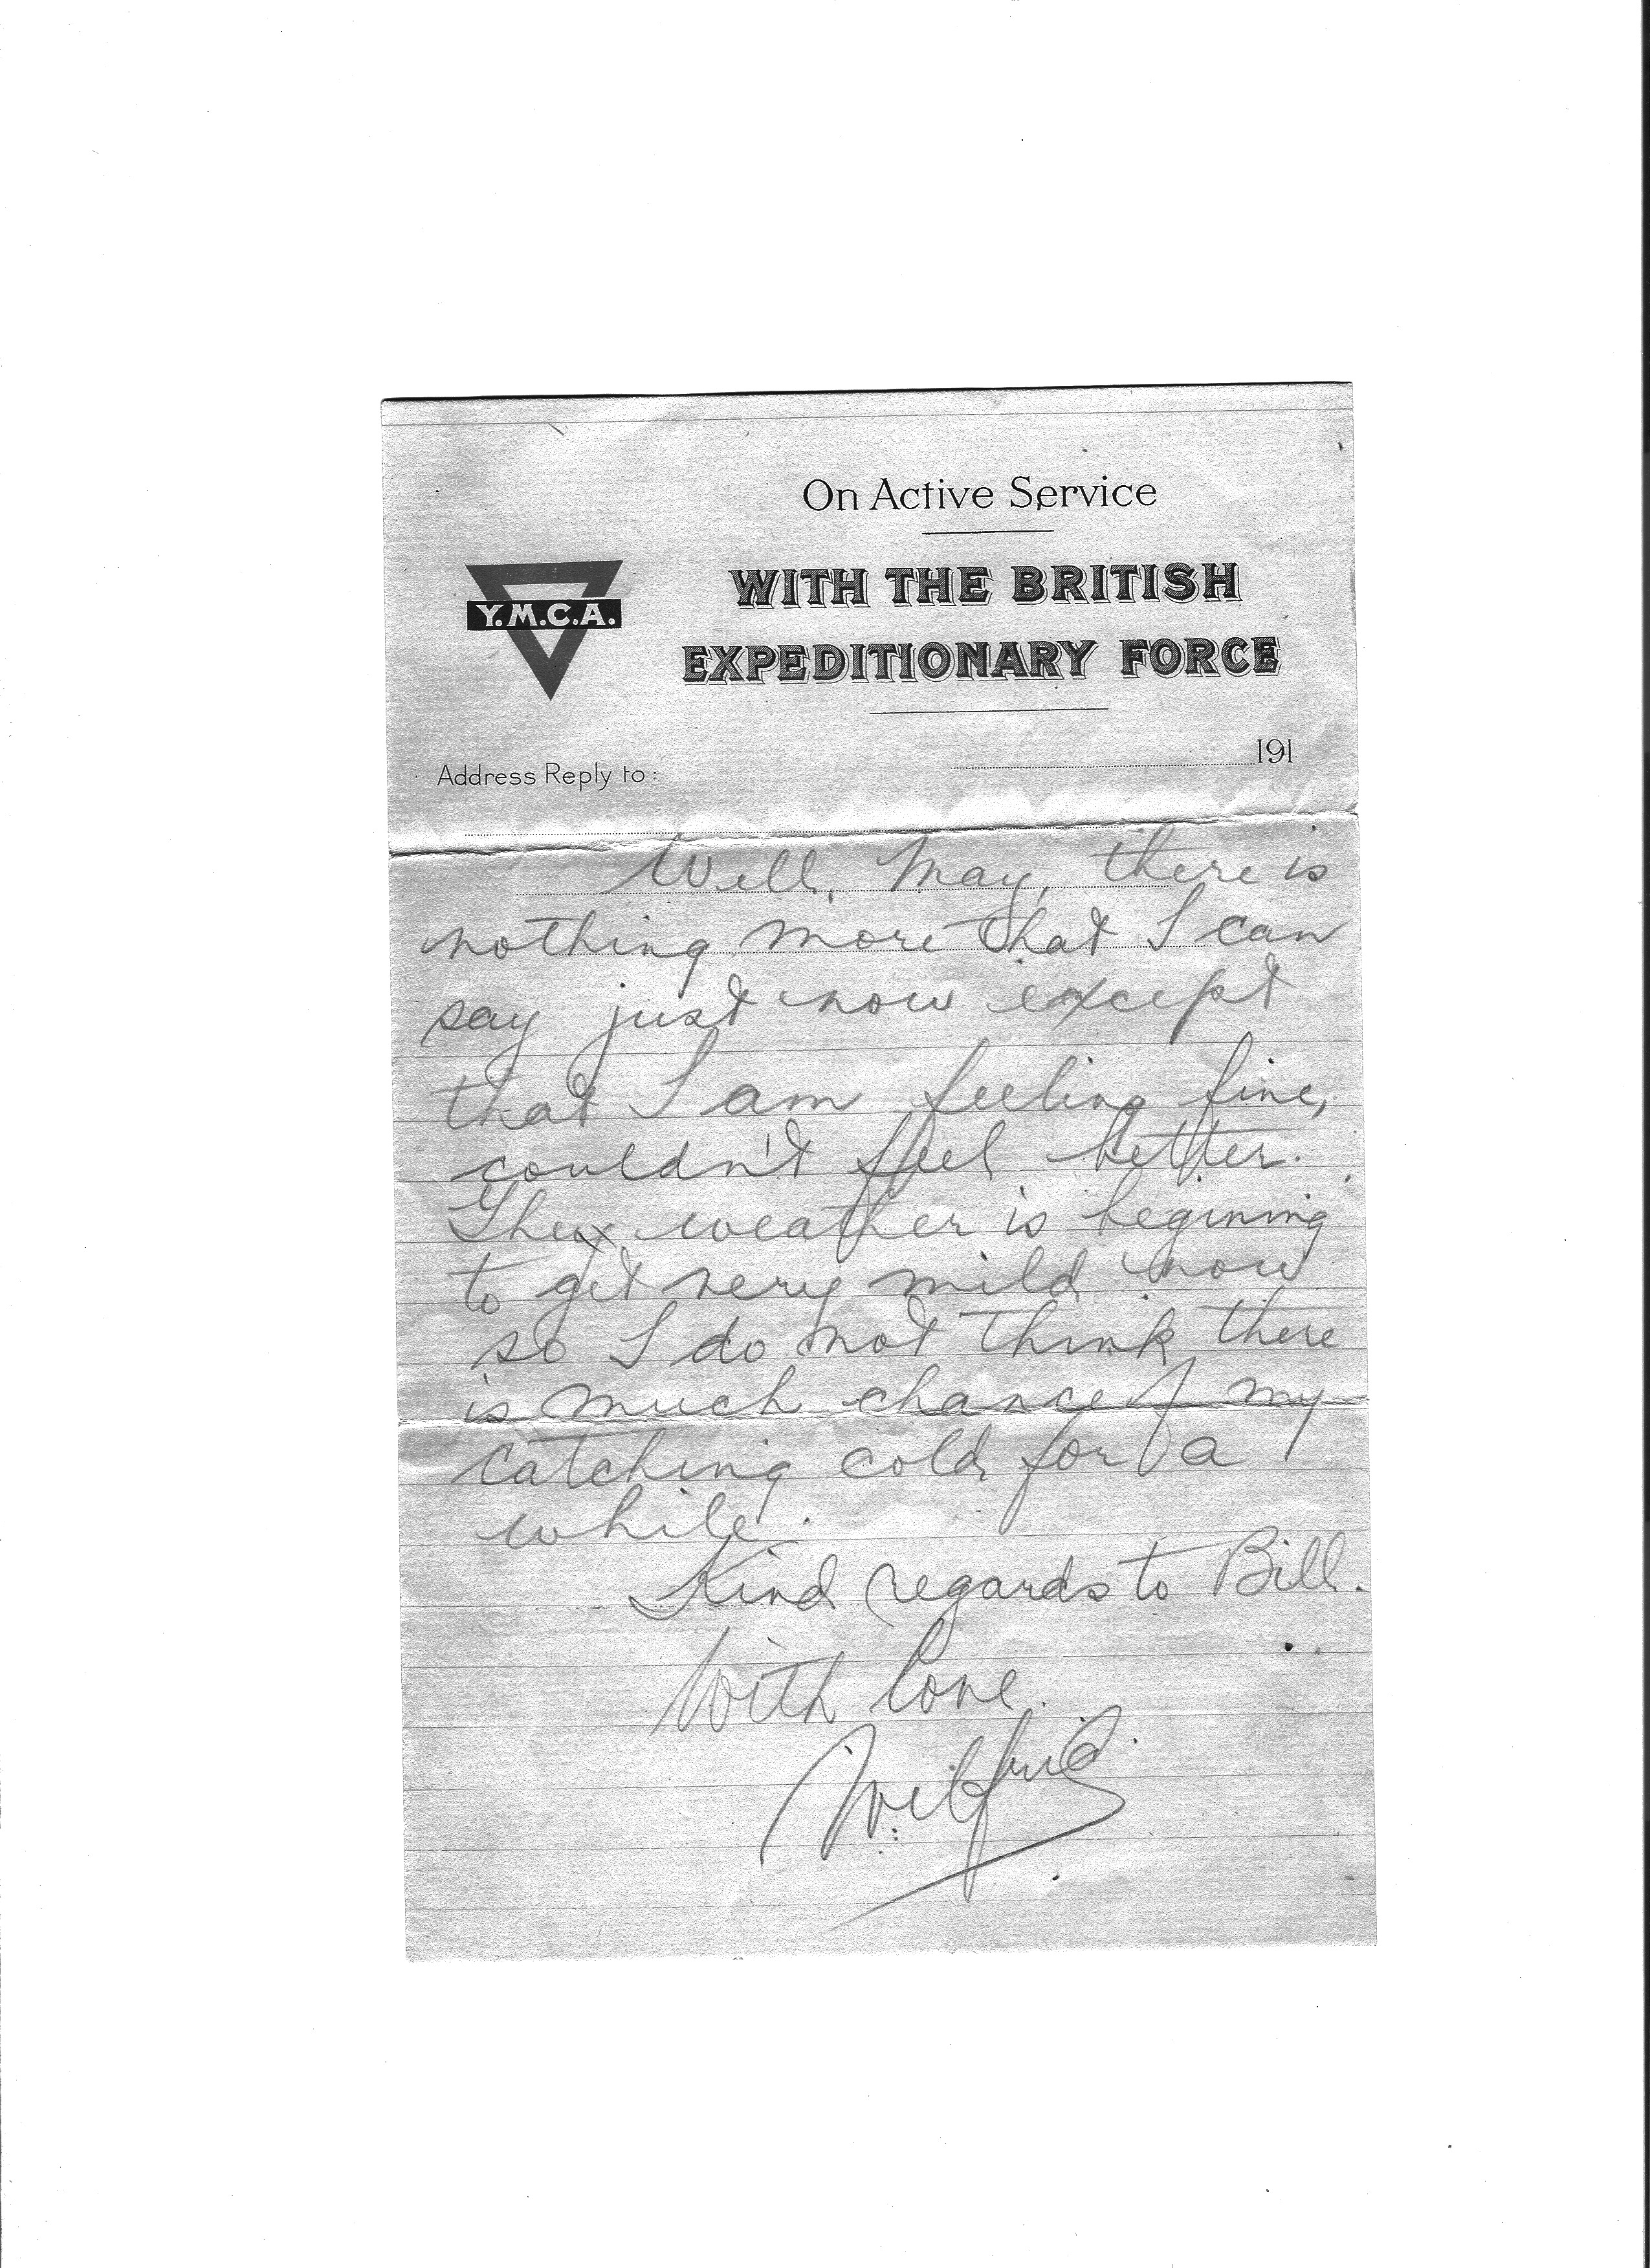 On Active Service
WITH THE BRITISH
Y.M.C.A.
EXPEDITIONARY FORCE
191
Address Reply to:
Well, May, there is
nothing more that I can
say just now except
that I am feeling fine,
couldn't feel better.
The weather is begining
to get very mild now
so I do not think there
is much chance of my
catching cold for a
while.
Kind regards to Bill.
With love.
Wilfrid.